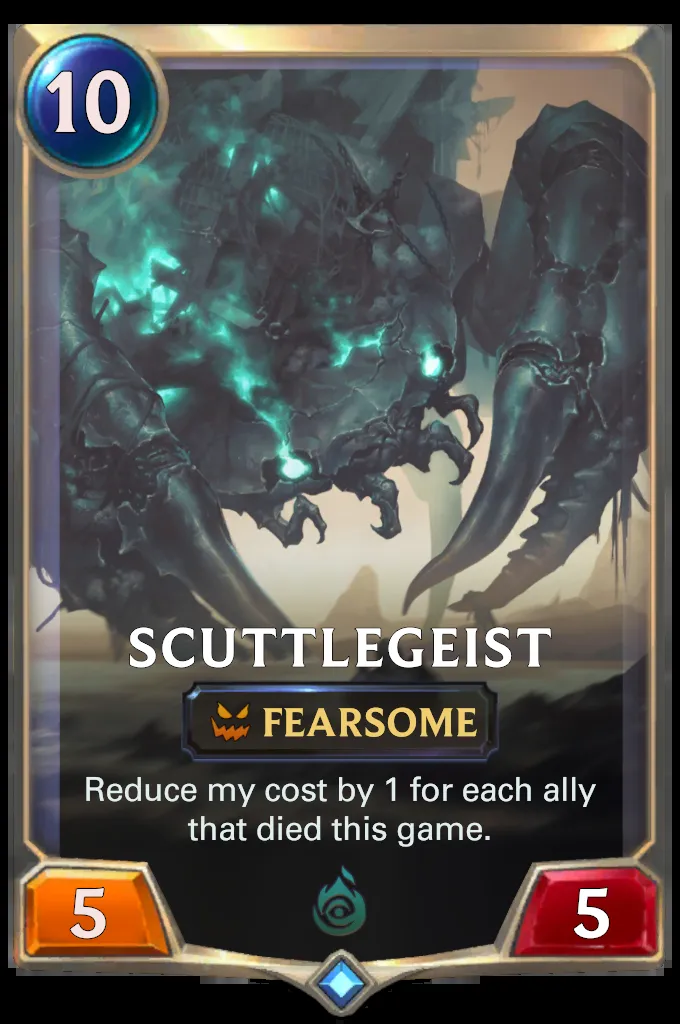 10
SCUTTLEGEIST
FEARSOME
Reduce my cost by 1 for each ally
that died this game.
5 5